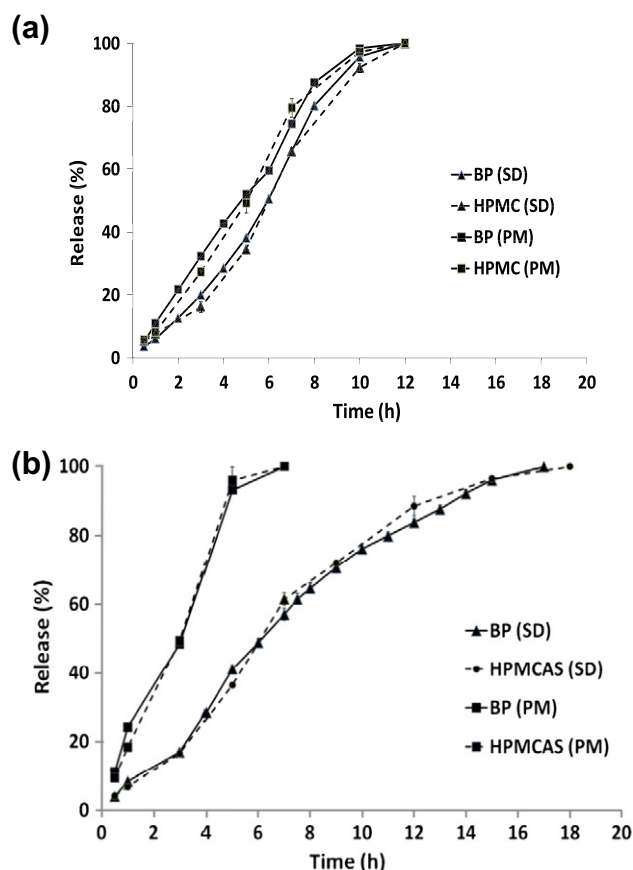 (a)
100
80
60
40
20
0
Release (%)
0 2 4 6 8 10 12 14 16 18 20
Time (h)
BP (SD)
HPMC (SD)
BP (PM)
HPMC (PM)
(b)
100
80
60
40
20
0
Release (%)
0 2 4 6 8 10 12 14 16 18 20
Time (h)
BP (SD)
HPMCAS (SD)
BP (PM)
HPMCAS (PM)